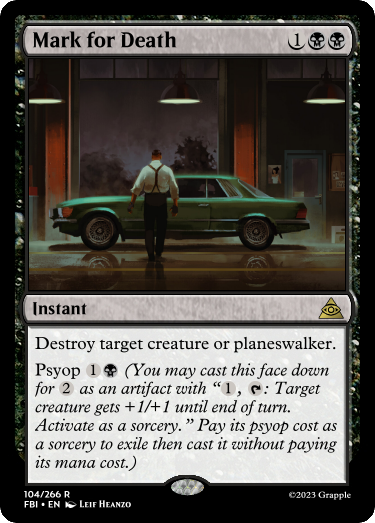 Mark for Death 1
Instant
Destroy target creature or planeswalker.
Psyop 1 (You may cast this face down
for 2 as an artifact with “1, : Target
creature gets +1/+1 until end of turn.
Activate as a sorcery.” Pay its psyop cost as
a sorcery to exile then cast it without paying
its mana cost.)
104/266 R
FBI • EN Leif Heanzo
©2023 Grapple